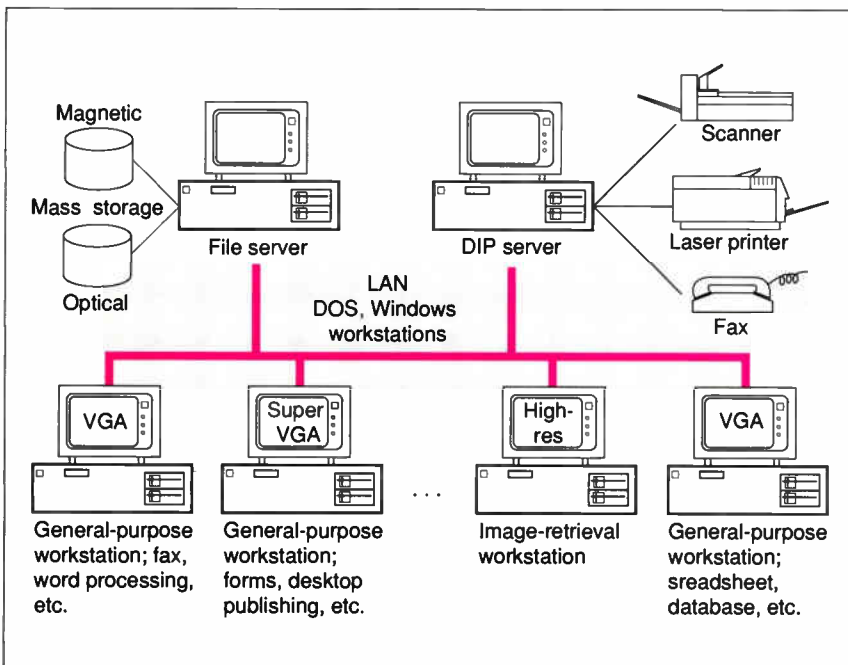 Magnetic
Mass storage
Optical
File server
DIP server
Scanner
Laser printer
Fax
LAN
DOS, Windows
workstations
VGA
Super
VGA
High-
res
VGA
. . .
General-purpose
workstation; fax,
word processing,
etc.
General-purpose
workstation;
forms, desktop
publishing, etc.
Image-retrieval
workstation
General-purpose
workstation;
sreadsheet,
database, etc.